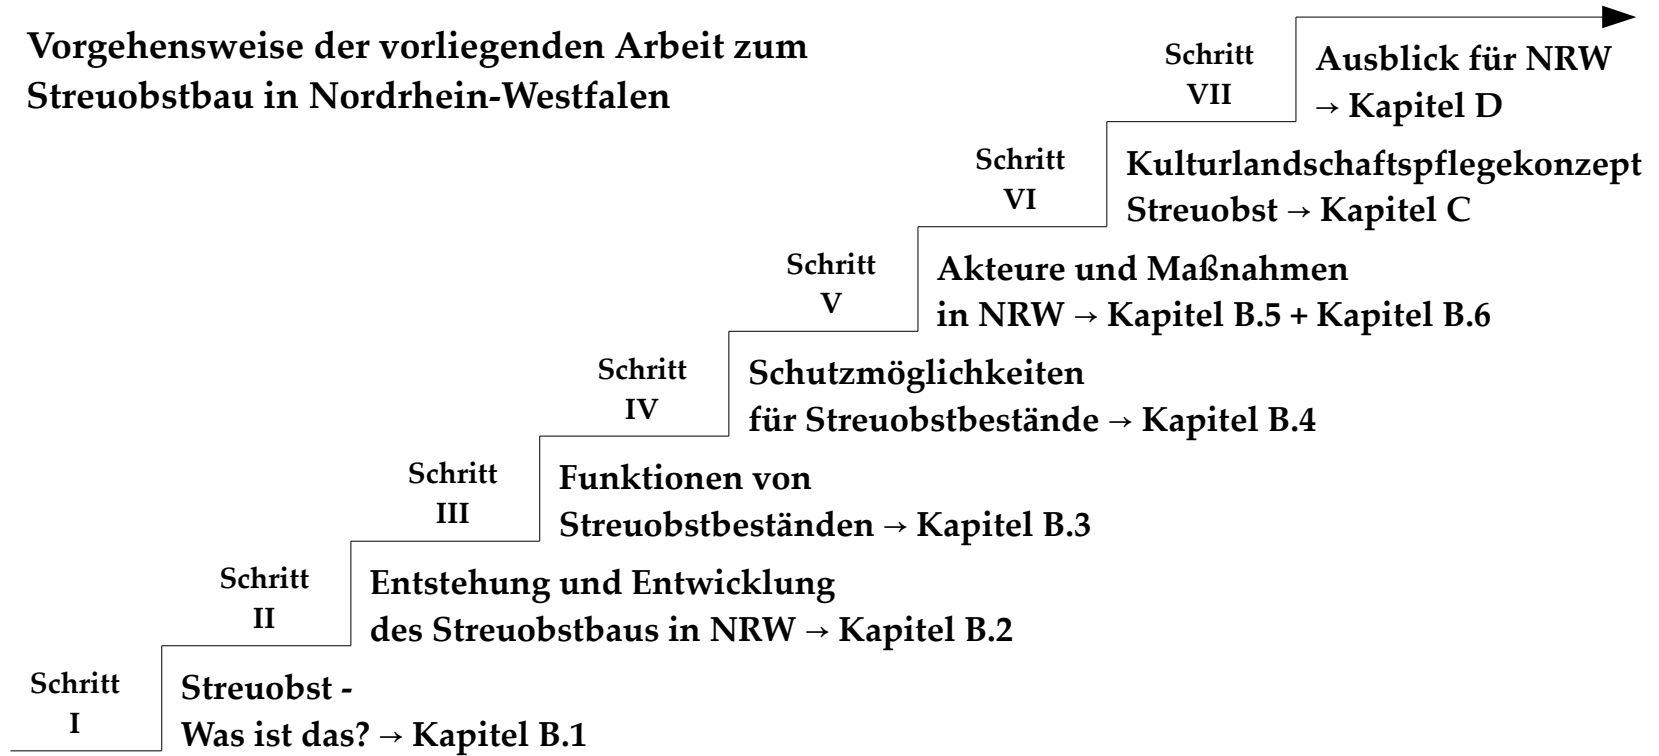 Vorgehensweise der vorliegenden Arbeit zum
Streuobstbau in Nordrhein-Westfalen
Schritt
VII
Ausblick für NRW
→ Kapitel D
Schritt
VI
Kulturlandschaftspflegekonzept
Streuobst → Kapitel C
Schritt
V
Akteure und Maßnahmen
in NRW → Kapitel B.5 + Kapitel B.6
Schritt
IV
Schutzmöglichkeiten
für Streuobstbestände → Kapitel B.4
Schritt
III
Funktionen von
Streuobstbeständen → Kapitel B.3
Schritt
II
Entstehung und Entwicklung
des Streuobstbaus in NRW → Kapitel B.2
Schritt
I
Streuobst -
Was ist das? → Kapitel B.1